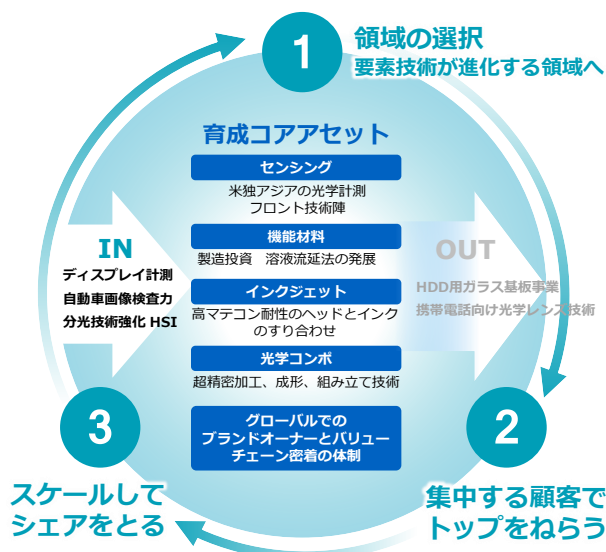 1
領域の選択
要素技術が進化する領域へ
育成コアアセット
センシング
米独アジアの光学計測
フロント技術陣
機能材料
製造投資 溶液流延法の発展
インクジェット
高マテコン耐性のヘッドとインク
のすり合わせ
光学コンボ
超精密加工、成形、組み立て技術
グローバルでの
ブランドオーナーとバリュー
チェーン密着の体制
IN
ディスプレイ計測
自動車画像検査力
分光技術強化 HSI
OUT
HDD用ガラス基板事業
携帯電話向け光学レンズ技術
2
集中する顧客で
トップをねらう
3
スケールして
シェアをとる